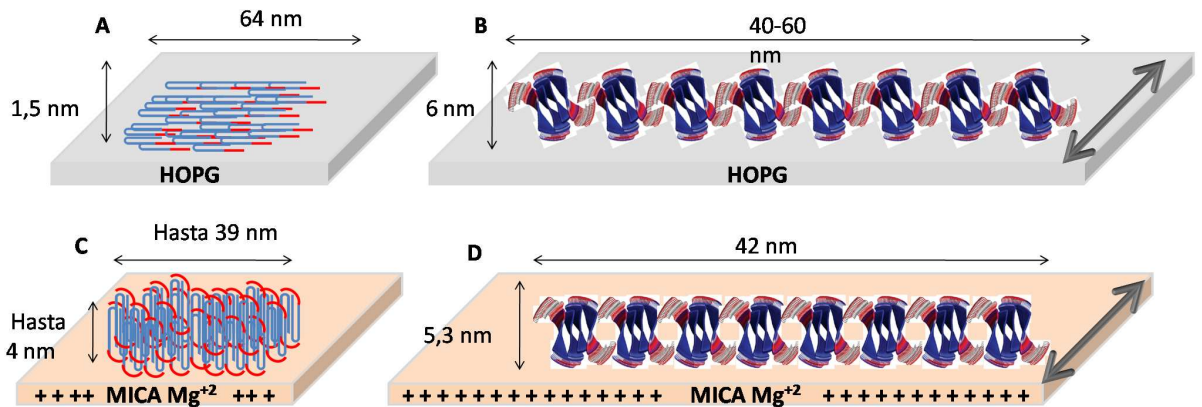 A
64 nm
1,5 nm
HOPG
B
40-60
nm
6 nm
HOPG
C
Hasta 39 nm
Hasta
4 nm
+ + + + MICA Mg⁺² + + +
D
42 nm
5,3 nm
+ + + + + + + + + + + + + + + MICA Mg⁺² + + + + + + + + + + +